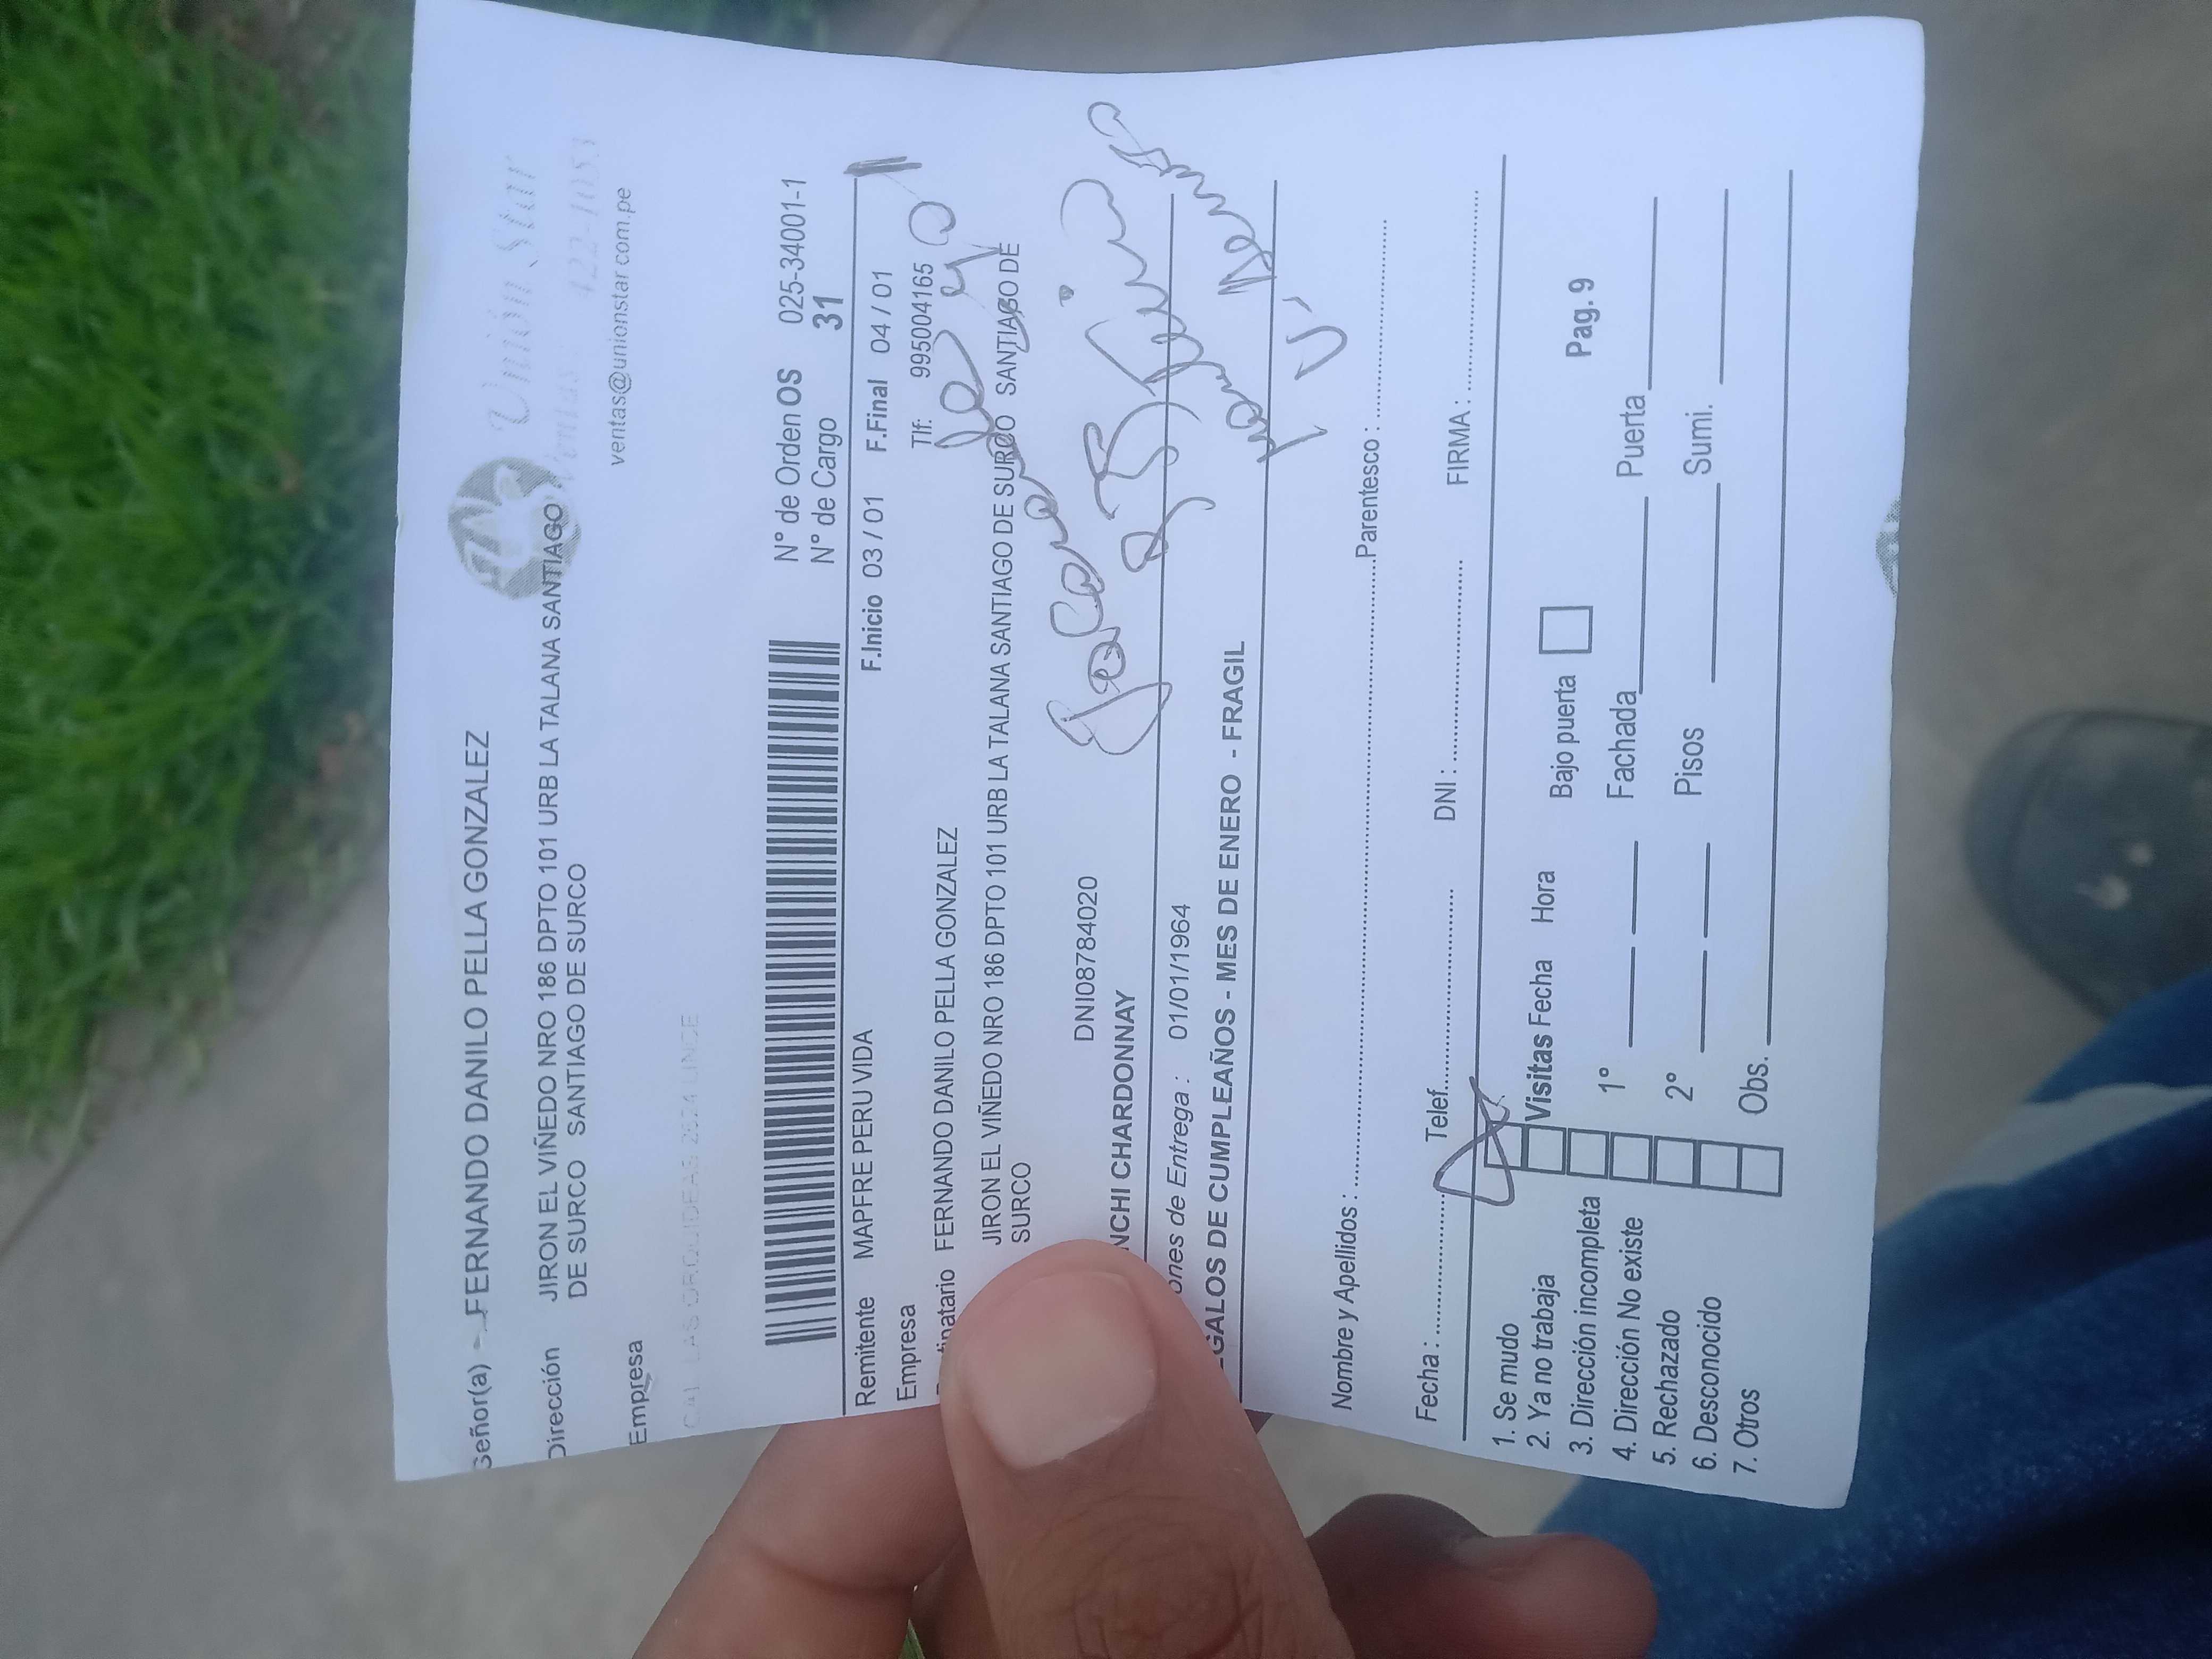 Señor(a) FERNANDO DANILO PELLA GONZALEZ
Unión Star
Ventas 422-1053
ventas@unionstar.com.pe
Dirección JIRON EL VIÑEDO NRO 186 DPTO 101 URB LA TALANA SANTIAGO
DE SURCO SANTIAGO DE SURCO
Empresa
N° de Orden OS 025-34001-1
N° de Cargo 31
Remitente MAPFRE PERU VIDA F.Inicio 03 / 01 F.Final 04 / 01
Empresa Tlf: 995004165
inatario FERNANDO DANILO PELLA GONZALEZ
JIRON EL VIÑEDO NRO 186 DPTO 101 URB LA TALANA SANTIAGO DE SURCO SANTIAGO DE
SURCO
DNI08784020
NCHI CHARDONNAY
ones de Entrega : 01/01/1964
GALOS DE CUMPLEAÑOS - MES DE ENERO - FRAGIL
Nombre y Apellidos : Parentesco :
Fecha : Telef. DNI : FIRMA :
1. Se mudo
2. Ya no trabaja
3. Dirección incompleta
4. Dirección No existe
5. Rechazado
6. Desconocido
7. Otros
Visitas Fecha Hora Bajo puerta Pag. 9
1° Fachada Puerta
2° Pisos Sumi.
Obs.